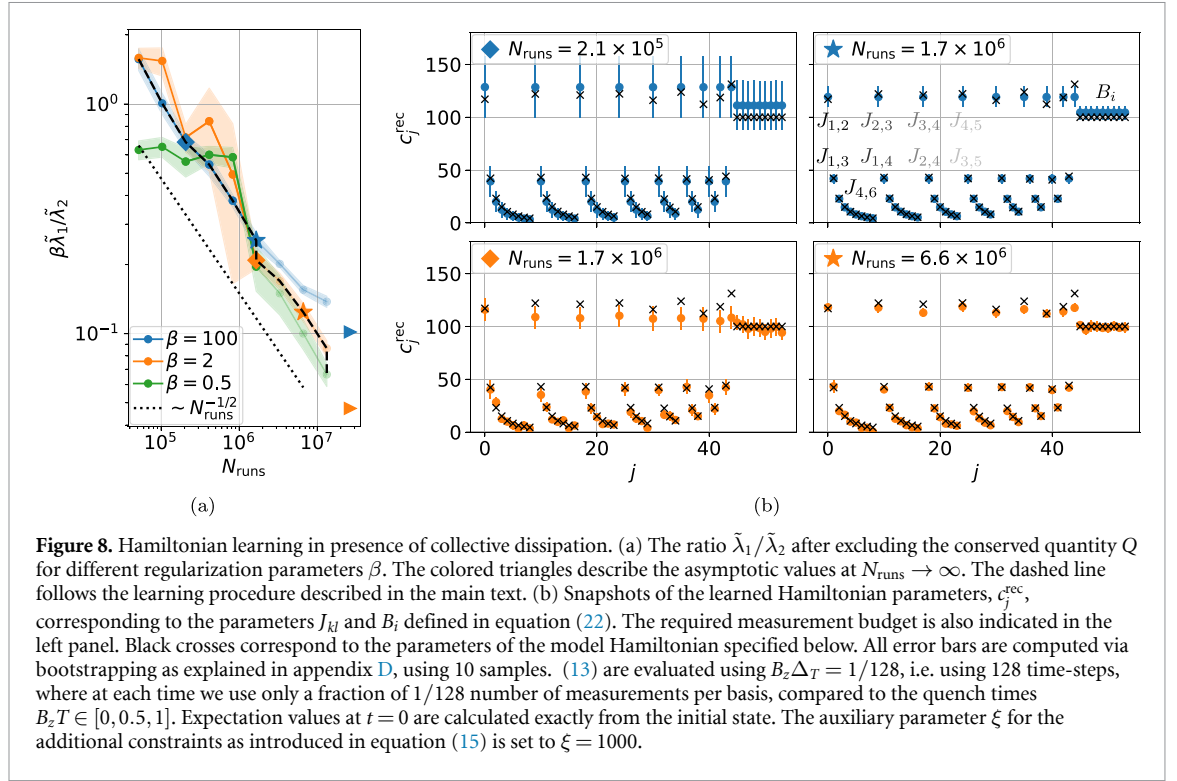 10⁰
10⁻¹
βλ̃₁/λ̃₂
β = 100
β = 2
β = 0.5
~ N_runs^(−1/2)
10⁵ 10⁶ 10⁷
N_runs
(a)
N_runs = 2.1 × 10⁵
N_runs = 1.7 × 10⁶
150
100
50
0
c_j^rec
B_i
J_1,2 J_2,3 J_3,4 J_4,5
J_1,3 J_1,4 J_2,4 J_3,5
J_4,6
N_runs = 1.7 × 10⁶
N_runs = 6.6 × 10⁶
150
100
50
0
c_j^rec
0 20 40
0 20 40
j
j
(b)
Figure 8. Hamiltonian learning in presence of collective dissipation. (a) The ratio λ̃₁/λ̃₂ after excluding the conserved quantity Q
for different regularization parameters β. The colored triangles describe the asymptotic values at N_runs → ∞. The dashed line
follows the learning procedure described in the main text. (b) Snapshots of the learned Hamiltonian parameters, c_j^rec,
corresponding to the parameters J_kl and B_i defined in equation (22). The required measurement budget is also indicated in the
left panel. Black crosses correspond to the parameters of the model Hamiltonian specified below. All error bars are computed via
bootstrapping as explained in appendix D, using 10 samples. (13) are evaluated using B_zΔ_T = 1/128, i.e. using 128 time-steps,
where at each time we use only a fraction of 1/128 number of measurements per basis, compared to the quench times
B_zT ∈ [0, 0.5, 1]. Expectation values at t = 0 are calculated exactly from the initial state. The auxiliary parameter ξ for the
additional constraints as introduced in equation (15) is set to ξ = 1000.